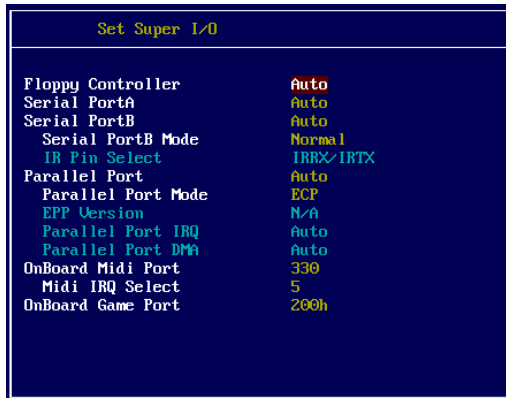 Set Super I/O
Floppy Controller Auto
Serial PortA Auto
Serial PortB Auto
Serial PortB Mode Normal
IR Pin Select IRRX/IRTX
Parallel Port Auto
Parallel Port Mode ECP
EPP Version N/A
Parallel Port IRQ Auto
Parallel Port DMA Auto
OnBoard Midi Port 330
Midi IRQ Select 5
OnBoard Game Port 200h